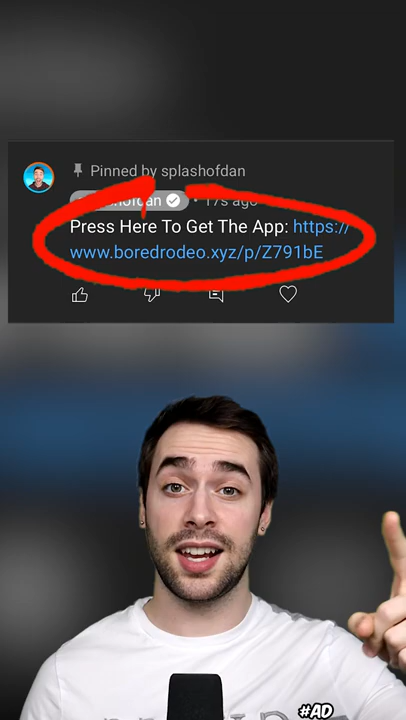 Pinned by splashofdan
17s ago
Press Here To Get The App: https://
www.boredrodeo.xyz/p/Z791bE
#AD